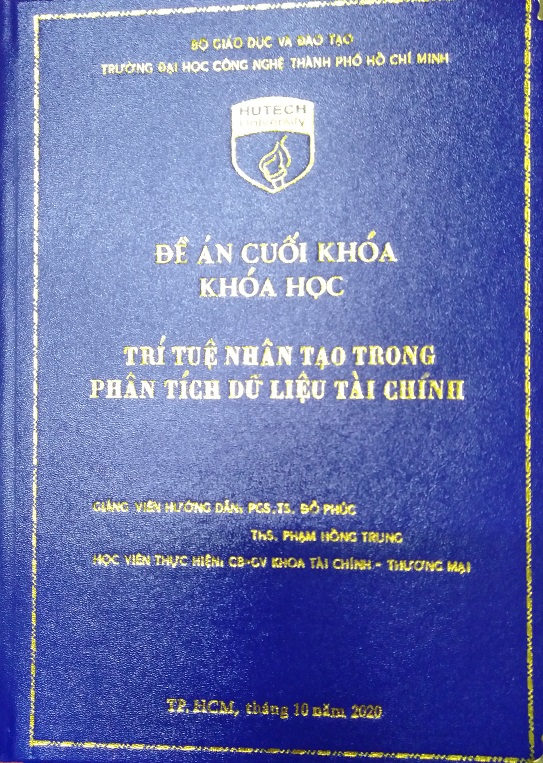 BỘ GIÁO DỤC VÀ ĐÀO TẠO
TRƯỜNG ĐẠI HỌC CÔNG NGHỆ THÀNH PHỐ HỒ CHÍ MINH
HUTECH
University
ĐỀ ÁN CUỐI KHÓA
KHÓA HỌC
TRÍ TUỆ NHÂN TẠO TRONG
PHÂN TÍCH DỮ LIỆU TÀI CHÍNH
GIẢNG VIÊN HƯỚNG DẪN: PGS.TS. ĐỖ PHÚC
ThS. PHẠM HỒNG TRUNG
HỌC VIÊN THỰC HIỆN: CB-GV KHOA TÀI CHÍNH - THƯƠNG MẠI
TP. HCM, tháng 10 năm 2020